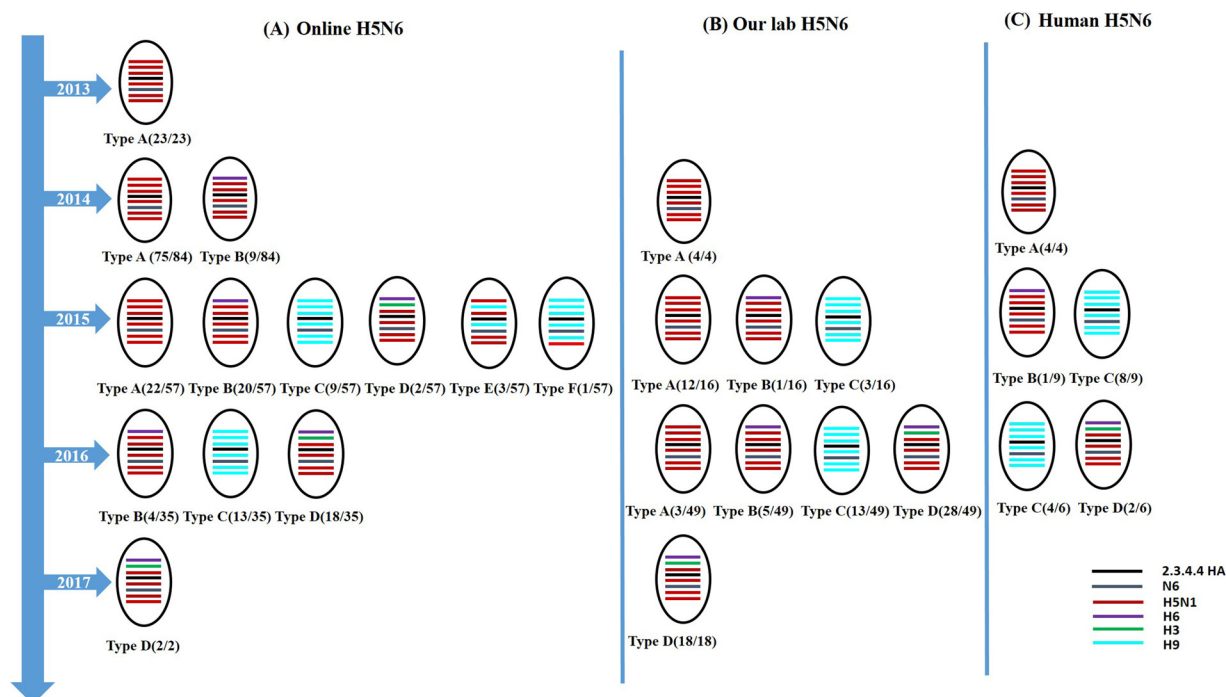 (A) Online H5N6
(B) Our lab H5N6
(C) Human H5N6
2013
Type A(23/23)
2014
Type A (75/84)
Type B(9/84)
Type A (4/4)
Type A(4/4)
2015
Type A(22/57)
Type B(20/57)
Type C(9/57)
Type D(2/57)
Type E(3/57)
Type F(1/57)
Type A(12/16)
Type B(1/16)
Type C(3/16)
Type B(1/9)
Type C(8/9)
2016
Type B(4/35)
Type C(13/35)
Type D(18/35)
Type A(3/49)
Type B(5/49)
Type C(13/49)
Type D(28/49)
Type C(4/6)
Type D(2/6)
2017
Type D(2/2)
Type D(18/18)
2.3.4.4 HA
N6
H5N1
H6
H3
H9